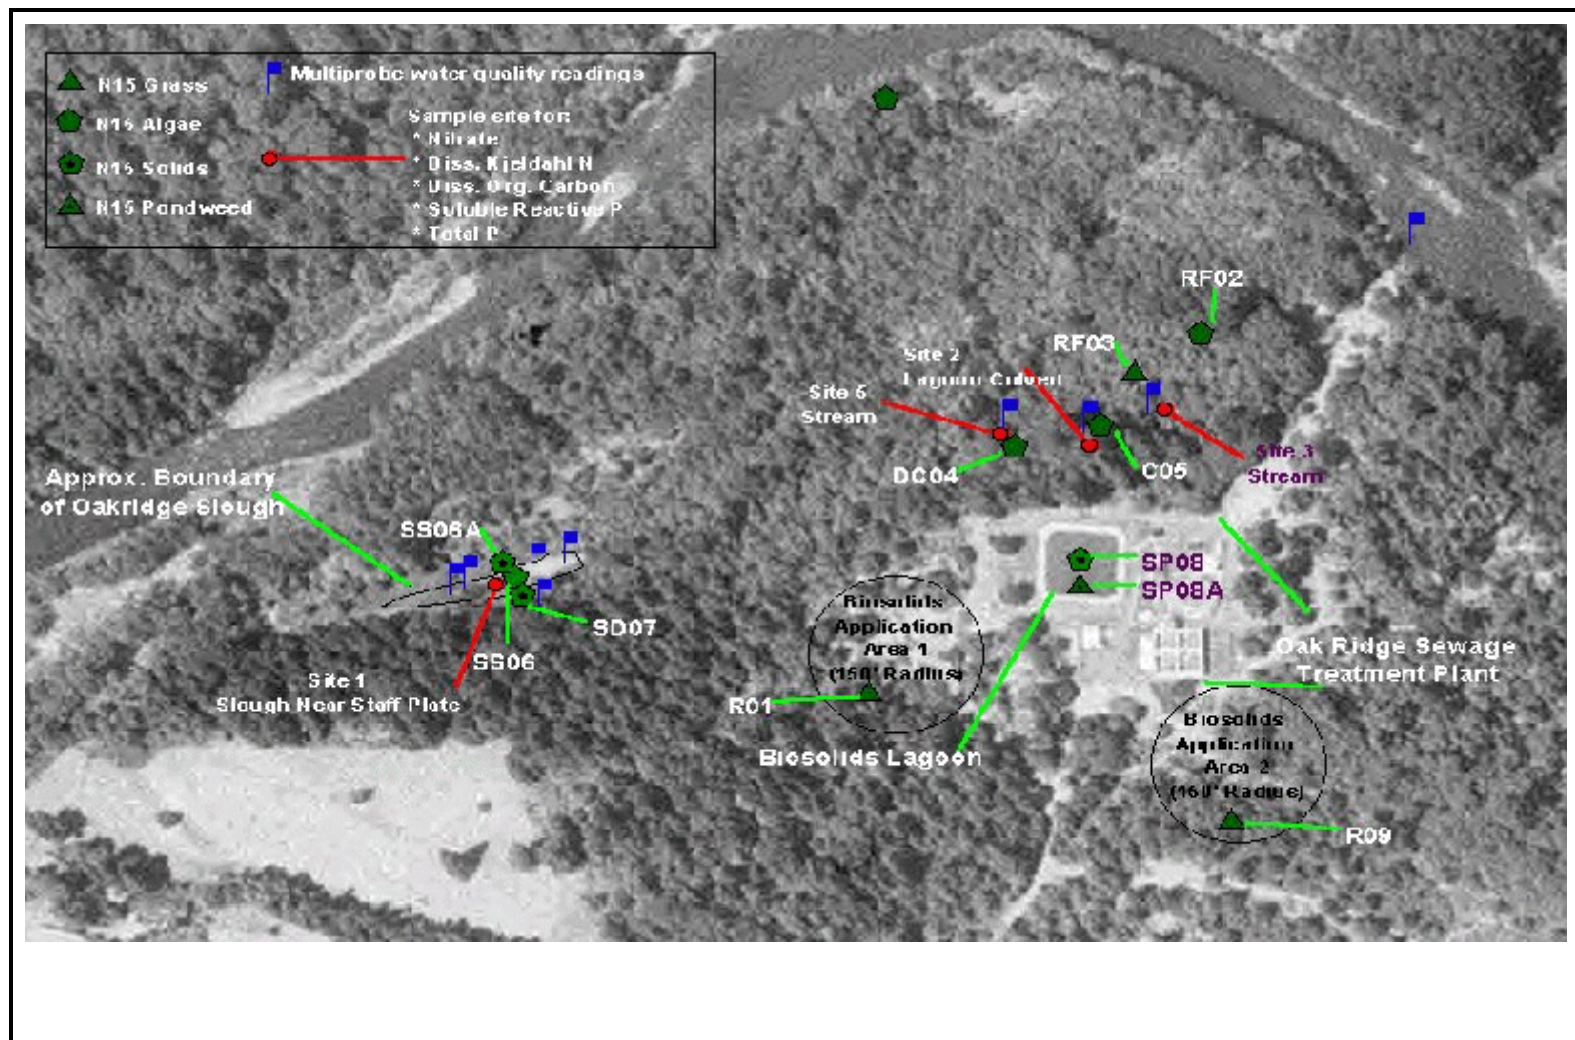 N15 Grass
N15 Algae
N15 Solids
N15 Pondweed
Multiprobe water quality readings
Sample site for:
* Nitrate
* Diss. Kjeldahl N
* Diss. Org. Carbon
* Soluble Reactive P
* Total P
RF02
RF03
Site 2
Lagoon Culvert
Site 5
Stream
DC04
C05
Site 3
Stream
Approx. Boundary
of Oakridge Slough
SS06A
SD07
SS06
Site 1
Slough Near Staff Plate
SP08
SP08A
Biosolids
Application
Area 1
(150' Radius)
R01
Biosolids Lagoon
Oak Ridge Sewage
Treatment Plant
Biosolids
Application
Area 2
(150' Radius)
R09